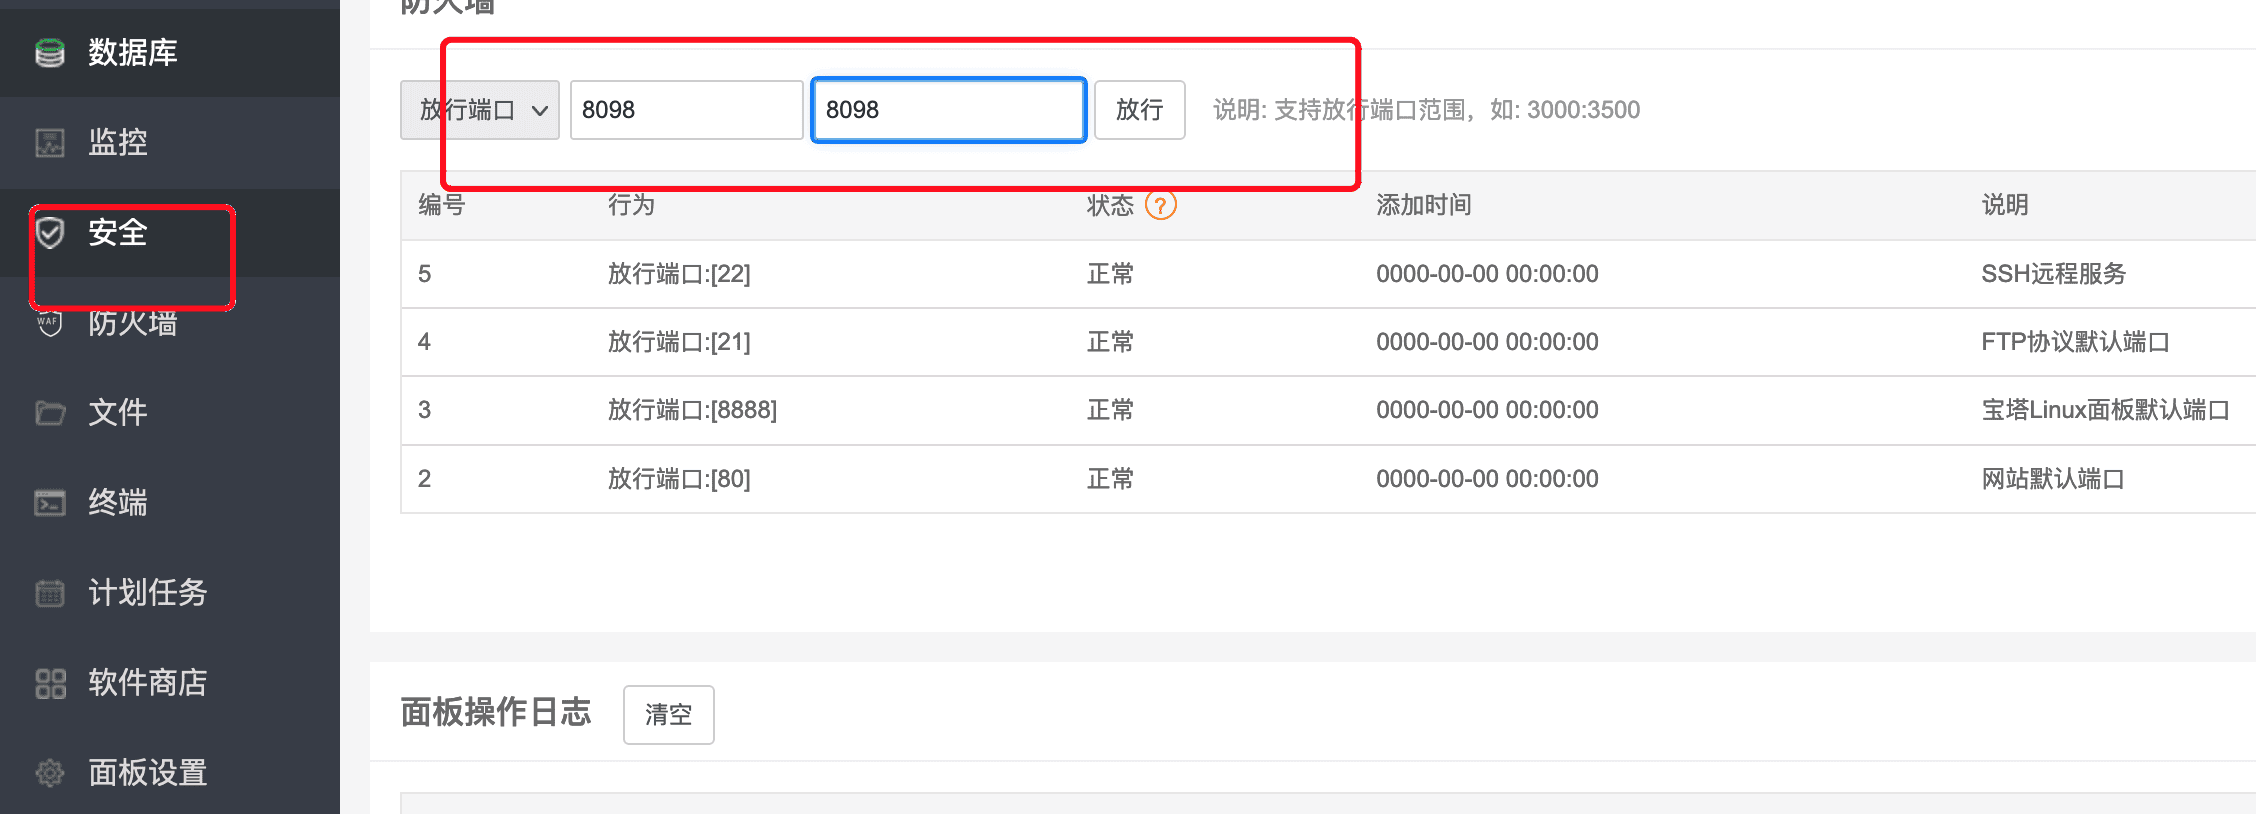 数据库
监控
安全
WAF
防火墙
文件
终端
计划任务
软件商店
面板设置
防火墙
放行端口 8098 8098 放行 说明: 支持放行端口范围，如: 3000:3500
编号 行为 状态 ? 添加时间 说明
5 放行端口:[22] 正常 0000-00-00 00:00:00 SSH远程服务
4 放行端口:[21] 正常 0000-00-00 00:00:00 FTP协议默认端口
3 放行端口:[8888] 正常 0000-00-00 00:00:00 宝塔Linux面板默认端口
2 放行端口:[80] 正常 0000-00-00 00:00:00 网站默认端口
面板操作日志 清空